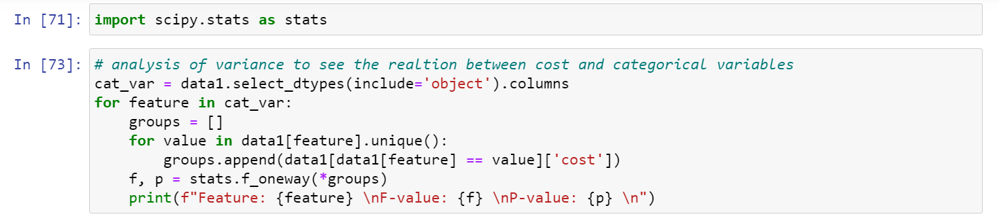 In [71]: import scipy.stats as stats
In [73]: # analysis of variance to see the realtion between cost and categorical variables
cat_var = data1.select_dtypes(include='object').columns
for feature in cat_var:
    groups = []
    for value in data1[feature].unique():
        groups.append(data1[data1[feature] == value]['cost'])
    f, p = stats.f_oneway(*groups)
    print(f"Feature: {feature} \nF-value: {f} \nP-value: {p} \n")